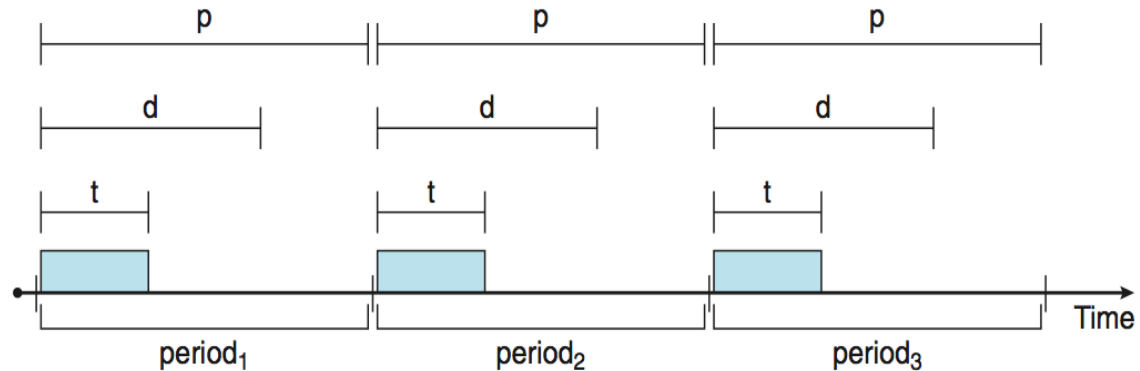 p p p
d d d
t t t
Time
period₁ period₂ period₃